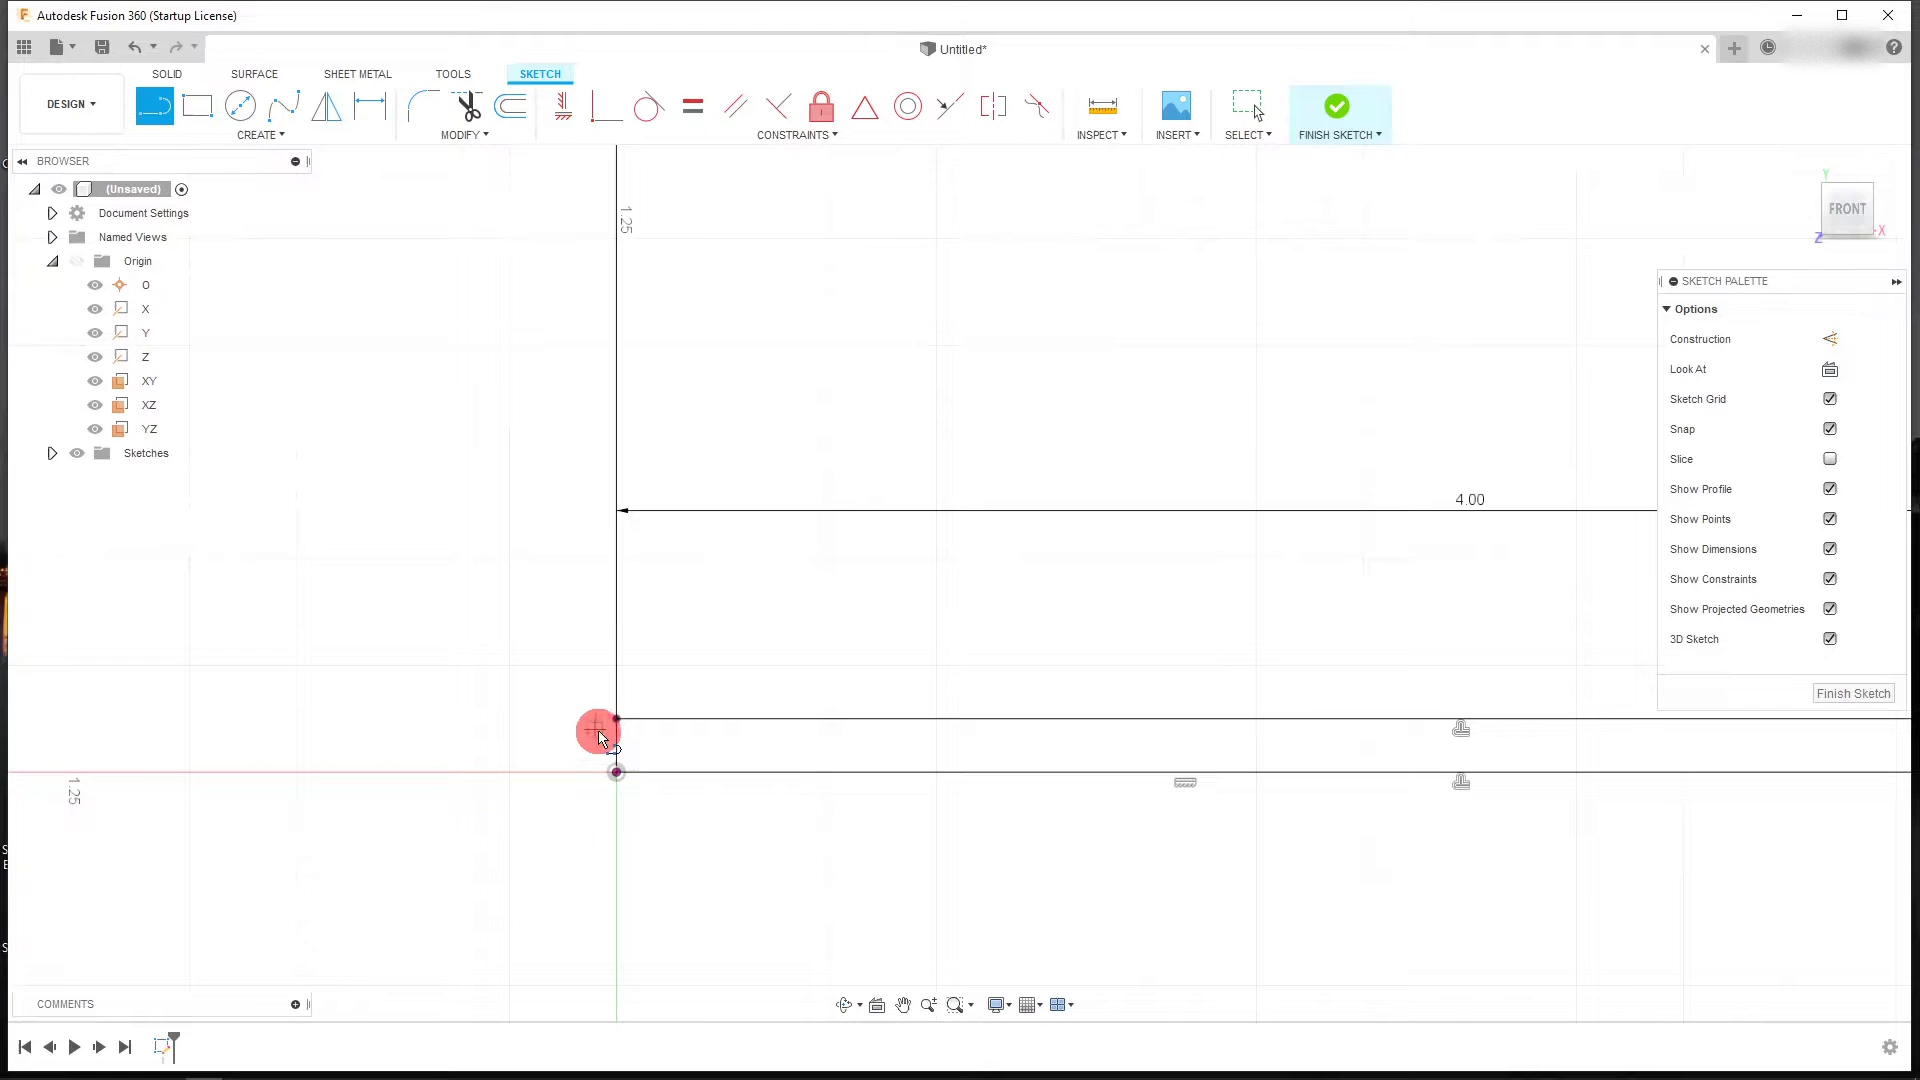 Autodesk Fusion 360 (Startup License)
Untitled*
SOLID SURFACE SHEET METAL TOOLS SKETCH
DESIGN
CREATE MODIFY CONSTRAINTS INSPECT INSERT SELECT FINISH SKETCH
BROWSER
(Unsaved)
Document Settings
Named Views
Origin
O
X
Y
Z
XY
XZ
YZ
Sketches
1.25
4.00
1.25
Y
FRONT
X
Z
SKETCH PALETTE
Options
Construction
Look At
Sketch Grid
Snap
Slice
Show Profile
Show Points
Show Dimensions
Show Constraints
Show Projected Geometries
3D Sketch
Finish Sketch
COMMENTS